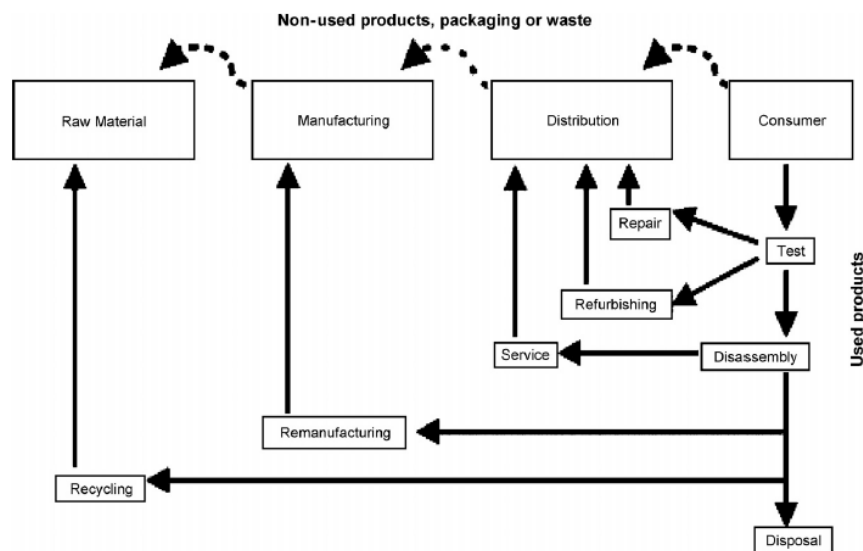 Non-used products, packaging or waste
Raw Material
Manufacturing
Distribution
Consumer
Repair
Test
Refurbishing
Used products
Service
Disassembly
Remanufacturing
Recycling
Disposal